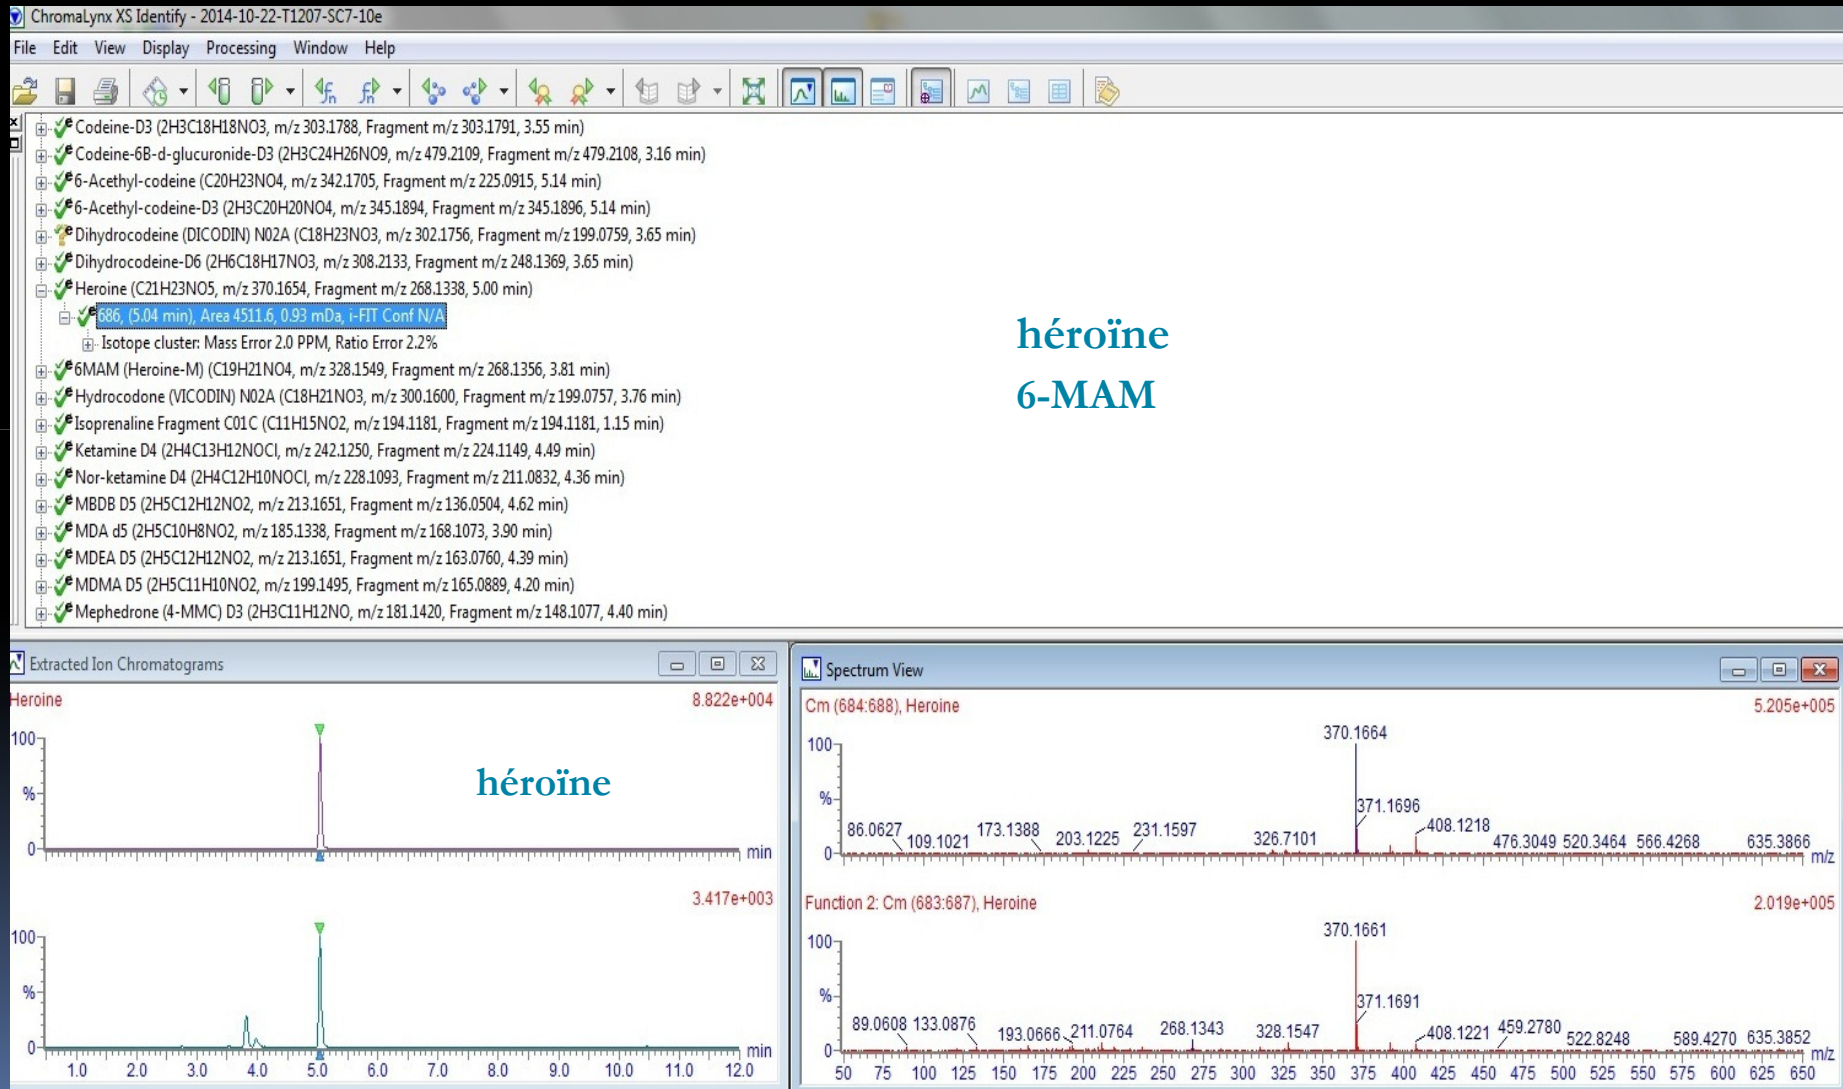 ChromaLynx XS Identify - 2014-10-22-T1207-SC7-10e
File Edit View Display Processing Window Help
Codeine-D3 (2H3C18H18NO3, m/z 303.1788, Fragment m/z 303.1791, 3.55 min)
Codeine-6B-d-glucuronide-D3 (2H3C24H26NO9, m/z 479.2109, Fragment m/z 479.2108, 3.16 min)
6-Acethyl-codeine (C20H23NO4, m/z 342.1705, Fragment m/z 225.0915, 5.14 min)
6-Acethyl-codeine-D3 (2H3C20H20NO4, m/z 345.1894, Fragment m/z 345.1896, 5.14 min)
Dihydrocodeine (DICODIN) N02A (C18H23NO3, m/z 302.1756, Fragment m/z 199.0759, 3.65 min)
Dihydrocodeine-D6 (2H6C18H17NO3, m/z 308.2133, Fragment m/z 248.1369, 3.65 min)
Heroine (C21H23NO5, m/z 370.1654, Fragment m/z 268.1338, 5.00 min)
686, (5.04 min), Area 4511.6, 0.93 mDa, i-FIT Conf N/A
Isotope cluster: Mass Error 2.0 PPM, Ratio Error 2.2%
6MAM (Heroine-M) (C19H21NO4, m/z 328.1549, Fragment m/z 268.1356, 3.81 min)
Hydrocodone (VICODIN) N02A (C18H21NO3, m/z 300.1600, Fragment m/z 199.0757, 3.76 min)
Isoprenaline Fragment C01C (C11H15NO2, m/z 194.1181, Fragment m/z 194.1181, 1.15 min)
Ketamine D4 (2H4C13H12NOCl, m/z 242.1250, Fragment m/z 224.1149, 4.49 min)
Nor-ketamine D4 (2H4C12H10NOCl, m/z 228.1093, Fragment m/z 211.0832, 4.36 min)
MBDB D5 (2H5C12H12NO2, m/z 213.1651, Fragment m/z 136.0504, 4.62 min)
MDA d5 (2H5C10H8NO2, m/z 185.1338, Fragment m/z 168.1073, 3.90 min)
MDEA D5 (2H5C12H12NO2, m/z 213.1651, Fragment m/z 163.0760, 4.39 min)
MDMA D5 (2H5C11H10NO2, m/z 199.1495, Fragment m/z 165.0889, 4.20 min)
Mephedrone (4-MMC) D3 (2H3C11H12NO, m/z 181.1420, Fragment m/z 148.1077, 4.40 min)
héroïne
6-MAM
Extracted Ion Chromatograms
Heroine 8.822e+004
100
%
0
min
héroïne
3.417e+003
100
%
0
min
1.0 2.0 3.0 4.0 5.0 6.0 7.0 8.0 9.0 10.0 11.0 12.0
Spectrum View
Cm (684:688), Heroine 5.205e+005
370.1664
100
371.1696
%
86.0627 109.1021 173.1388 203.1225 231.1597 326.7101 408.1218 476.3049 520.3464 566.4268 635.3866
0
m/z
Function 2: Cm (683:687), Heroine 2.019e+005
370.1661
100
371.1691
%
89.0608 133.0876 193.0666 211.0764 268.1343 328.1547 408.1221 459.2780 522.8248 589.4270 635.3852
0
m/z
50 75 100 125 150 175 200 225 250 275 300 325 350 375 400 425 450 475 500 525 550 575 600 625 650